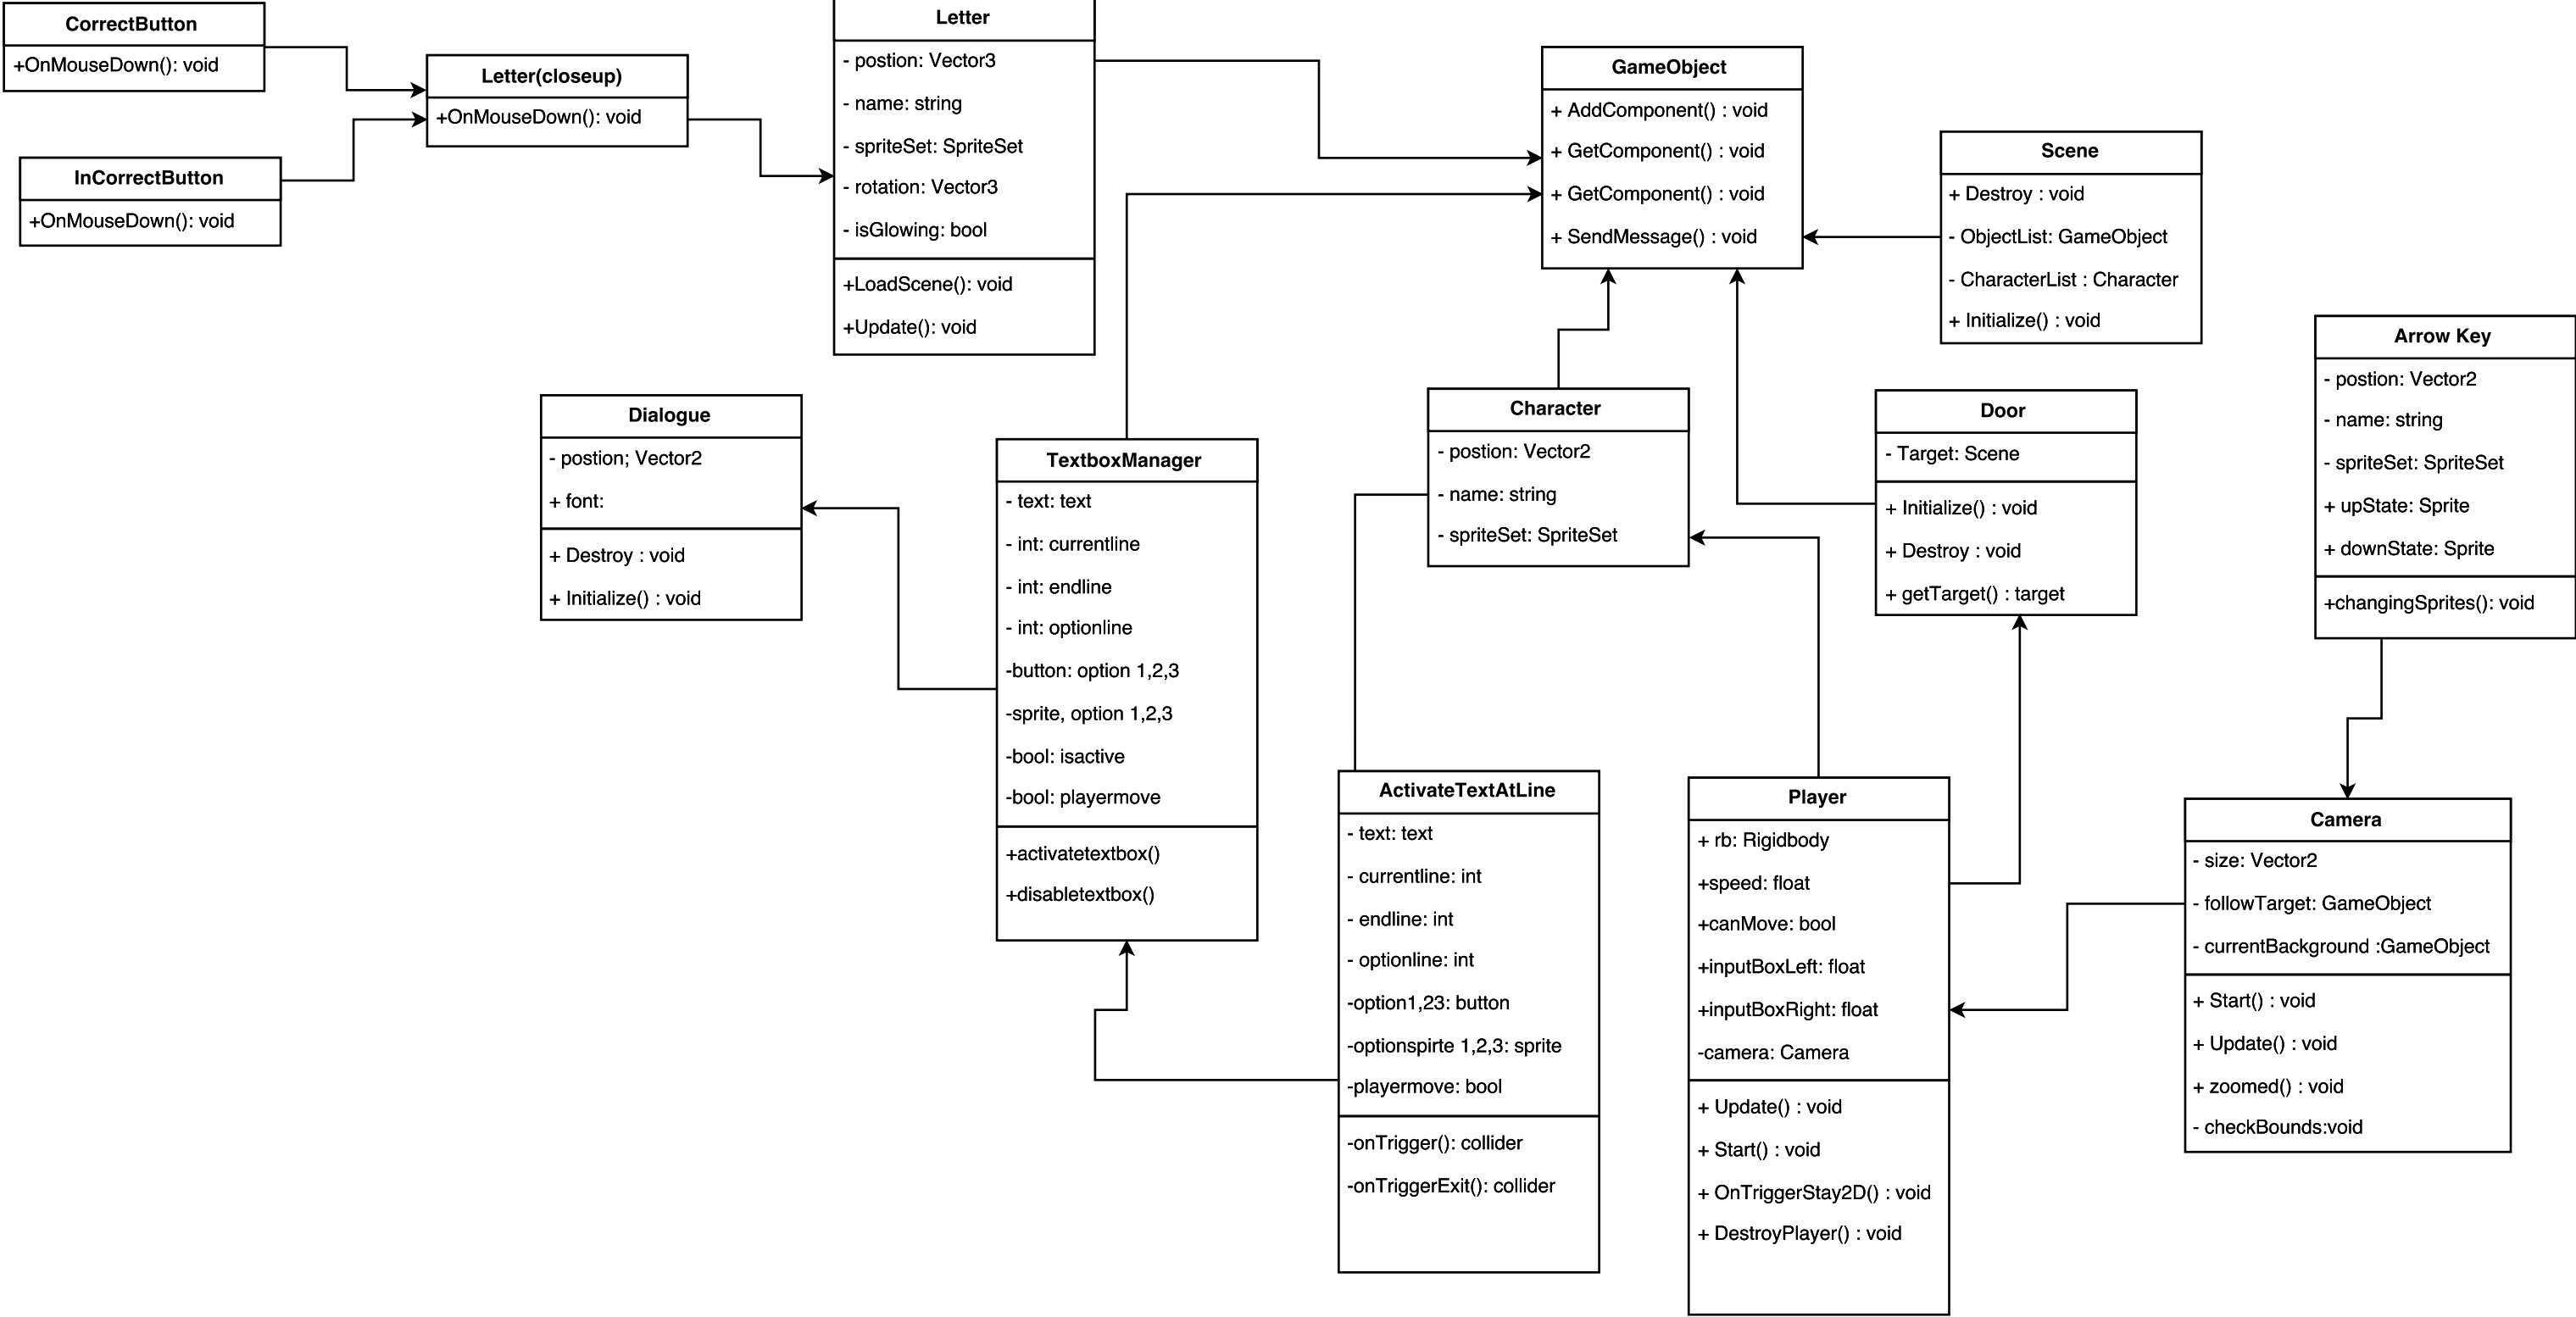 CorrectButton
+OnMouseDown(): void
InCorrectButton
+OnMouseDown(): void
Letter(closeup)
+OnMouseDown(): void
Letter
- postion: Vector3
- name: string
- spriteSet: SpriteSet
- rotation: Vector3
- isGlowing: bool
+LoadScene(): void
+Update(): void
GameObject
+ AddComponent() : void
+ GetComponent() : void
+ GetComponent() : void
+ SendMessage() : void
Scene
+ Destroy : void
- ObjectList: GameObject
- CharacterList : Character
+ Initialize() : void
Arrow Key
- postion: Vector2
- name: string
- spriteSet: SpriteSet
+ upState: Sprite
+ downState: Sprite
+changingSprites(): void
Dialogue
- postion; Vector2
+ font:
+ Destroy : void
+ Initialize() : void
TextboxManager
- text: text
- int: currentline
- int: endline
- int: optionline
-button: option 1,2,3
-sprite, option 1,2,3
-bool: isactive
-bool: playermove
+activatetextbox()
+disabletextbox()
Character
- postion: Vector2
- name: string
- spriteSet: SpriteSet
Door
- Target: Scene
+ Initialize() : void
+ Destroy : void
+ getTarget() : target
ActivateTextAtLine
- text: text
- currentline: int
- endline: int
- optionline: int
-option1,23: button
-optionspirte 1,2,3: sprite
-playermove: bool
-onTrigger(): collider
-onTriggerExit(): collider
Player
+ rb: Rigidbody
+speed: float
+canMove: bool
+inputBoxLeft: float
+inputBoxRight: float
-camera: Camera
+ Update() : void
+ Start() : void
+ OnTriggerStay2D() : void
+ DestroyPlayer() : void
Camera
- size: Vector2
- followTarget: GameObject
- currentBackground :GameObject
+ Start() : void
+ Update() : void
+ zoomed() : void
- checkBounds:void